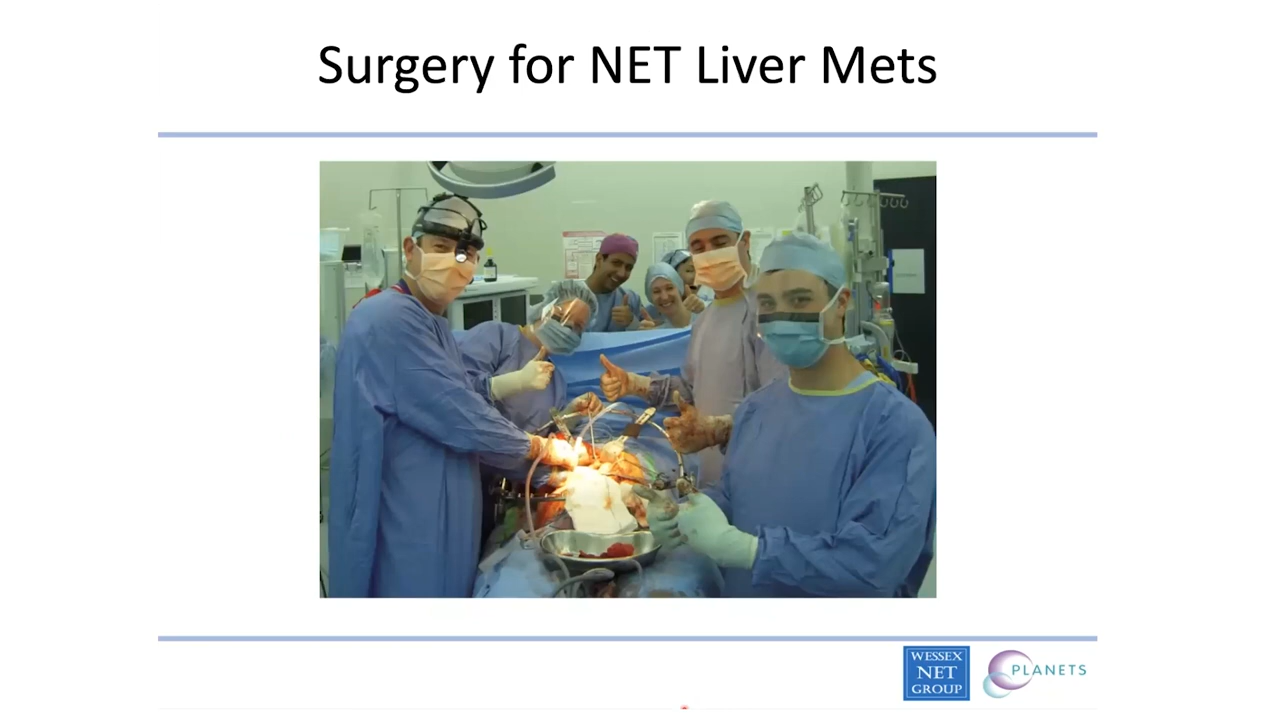 Surgery for NET Liver Mets
WESSEX
NET
GROUP
PLANETS